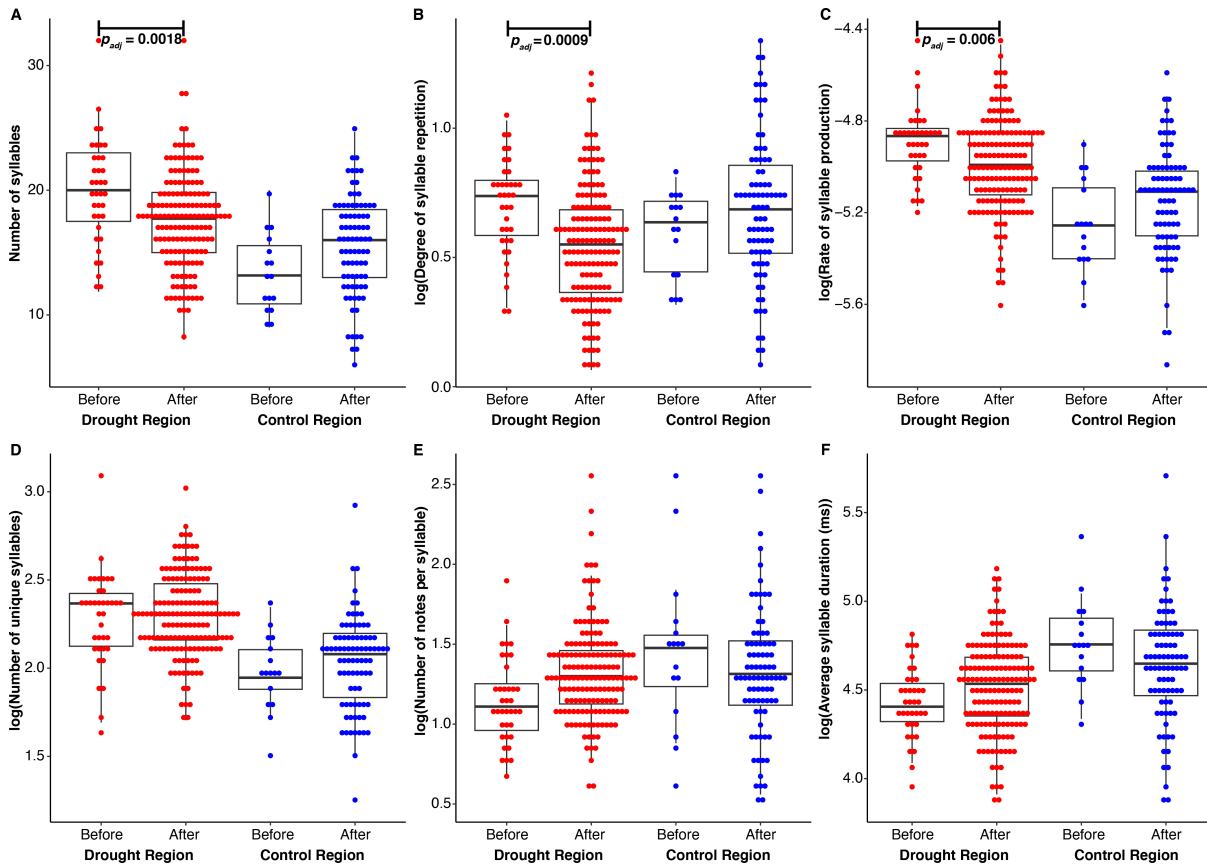 A
p adj = 0.0018
30
20
10
Number of syllables
Before
After
Before
After
Drought Region
Control Region
B
p adj = 0.0009
1.0
0.5
0.0
log(Degree of syllable repetition)
Before
After
Before
After
Drought Region
Control Region
C
p adj = 0.006
−4.4
−4.8
−5.2
−5.6
log(Rate of syllable production)
Before
After
Before
After
Drought Region
Control Region
D
3.0
2.5
2.0
1.5
log(Number of unique syllables)
Before
After
Before
After
Drought Region
Control Region
E
2.5
2.0
1.5
1.0
0.5
log(Number of notes per syllable)
Before
After
Before
After
Drought Region
Control Region
F
5.5
5.0
4.5
4.0
log(Average syllable duration (ms))
Before
After
Before
After
Drought Region
Control Region